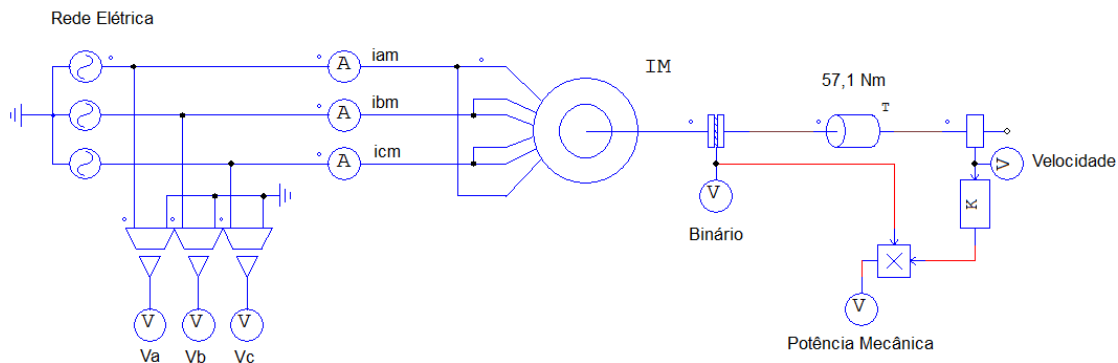 Rede Elétrica
A
iam
IM
57,1 Nm
T
A
ibm
A
icm
V
Velocidade
V
K
Binário
V
Potência Mecânica
V
V
V
Va
Vb
Vc